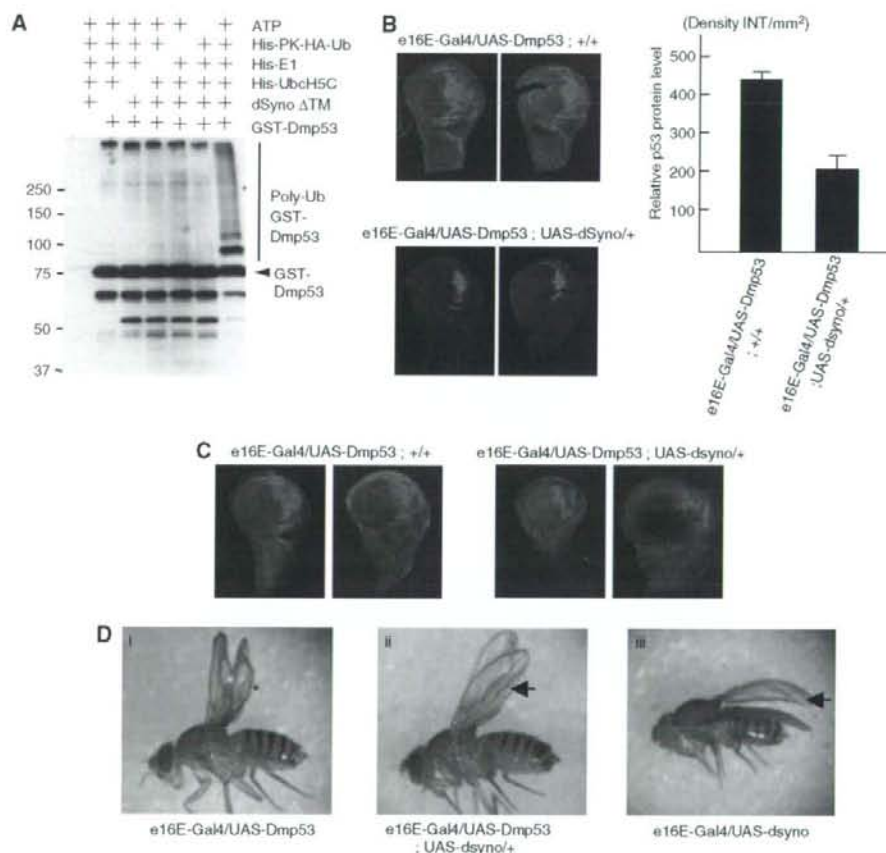 A
+ + + + + + ATP
+ + + + + + His-PK-HA-Ub
+ + + + + + His-E1
+ + + + + + His-UbcH5C
+ + + + + + dSyno ΔTM
+ + + + + + GST-Dmp53
250
150
100
75
50
37
Poly-Ub
GST-
Dmp53
GST-
Dmp53
B
e16E-Gal4/UAS-Dmp53 ; +/+
e16E-Gal4/UAS-Dmp53 ; UAS-dSyno/+
(Density INT/mm²)
Relative p53 protein level
500
400
300
200
100
e16E-Gal4/UAS-Dmp53
; +/+
e16E-Gal4/UAS-Dmp53
;UAS-dsyno/+
C
e16E-Gal4/UAS-Dmp53 ; +/+
e16E-Gal4/UAS-Dmp53 ; UAS-dsyno/+
D
i
ii
iii
e16E-Gal4/UAS-Dmp53
e16E-Gal4/UAS-Dmp53
; UAS-dsyno/+
e16E-Gal4/UAS-dsyno